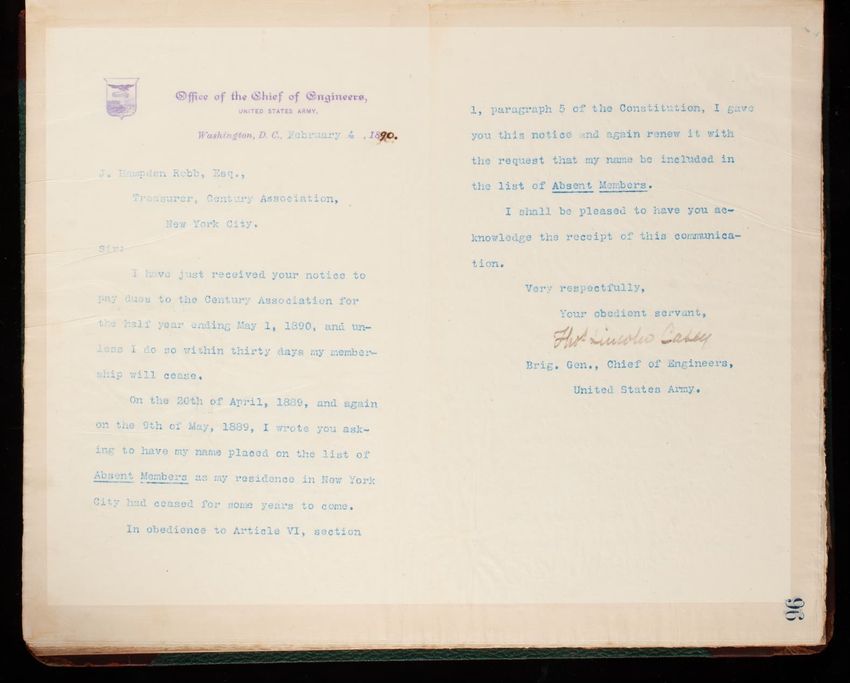 Office of the Chief of Engineers,
UNITED STATES ARMY,
Washington, D. C., February 4, 1890.
J. Hampden Robb, Esq.,
Treasurer, Century Association,
New York City.
Sir:
I have just received your notice to
pay dues to the Century Association for
the half year ending May 1, 1890, and un-
less I do so within thirty days my member-
ship will cease.
On the 20th of April, 1889, and again
on the 9th of May, 1889, I wrote you ask-
ing to have my name placed on the list of
Absent Members as my residence in New York
City had ceased for some years to come.
In obedience to Article VI, section
1, paragraph 5 of the Constitution, I gave
you this notice and again renew it with
the request that my name be included in
the list of Absent Members.
I shall be pleased to have you ac-
knowledge the receipt of this communica-
tion.
Very respectfully,
Your obedient servant,
Thos Lincoln Casey
Brig. Gen., Chief of Engineers,
United States Army.
96